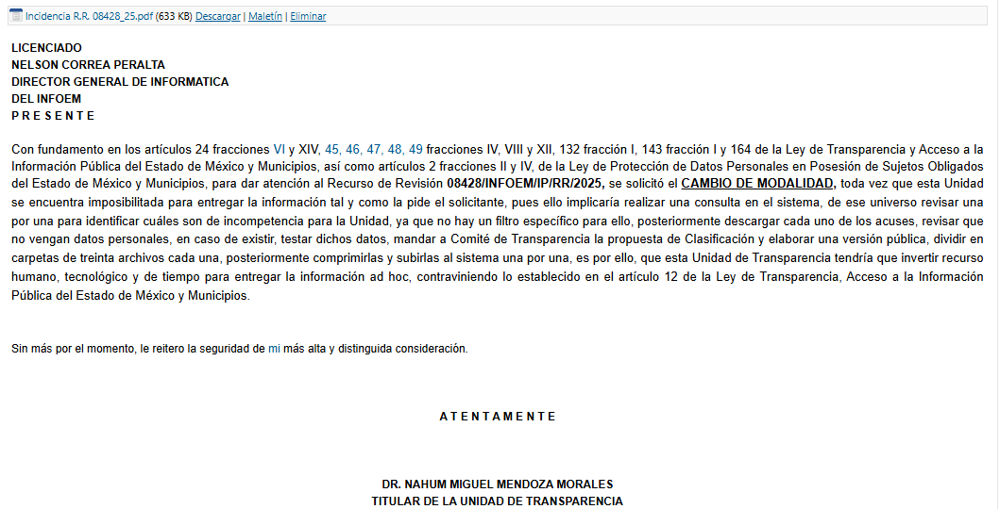 Incidencia R.R. 08428_25.pdf (633 KB) Descargar | Maletín | Eliminar
LICENCIADO
NELSON CORREA PERALTA
DIRECTOR GENERAL DE INFORMATICA
DEL INFOEM
P R E S E N T E
Con fundamento en los artículos 24 fracciones VI y XIV, 45, 46, 47, 48, 49 fracciones IV, VIII y XII, 132 fracción I, 143 fracción I y 164 de la Ley de Transparencia y Acceso a la
Información Pública del Estado de México y Municipios, así como artículos 2 fracciones II y IV, de la Ley de Protección de Datos Personales en Posesión de Sujetos Obligados
del Estado de México y Municipios, para dar atención al Recurso de Revisión 08428/INFOEM/IP/RR/2025, se solicitó el CAMBIO DE MODALIDAD, toda vez que esta Unidad
se encuentra imposibilitada para entregar la información tal y como la pide el solicitante, pues ello implicaría realizar una consulta en el sistema, de ese universo revisar una
por una para identificar cuáles son de incompetencia para la Unidad, ya que no hay un filtro específico para ello, posteriormente descargar cada uno de los acuses, revisar que
no vengan datos personales, en caso de existir, testar dichos datos, mandar a Comité de Transparencia la propuesta de Clasificación y elaborar una versión pública, dividir en
carpetas de treinta archivos cada una, posteriormente comprimirlas y subirlas al sistema una por una, es por ello, que esta Unidad de Transparencia tendría que invertir recurso
humano, tecnológico y de tiempo para entregar la información ad hoc, contraviniendo lo establecido en el artículo 12 de la Ley de Transparencia, Acceso a la Información
Pública del Estado de México y Municipios.
Sin más por el momento, le reitero la seguridad de mi más alta y distinguida consideración.
A T E N T A M E N T E
DR. NAHUM MIGUEL MENDOZA MORALES
TITULAR DE LA UNIDAD DE TRANSPARENCIA